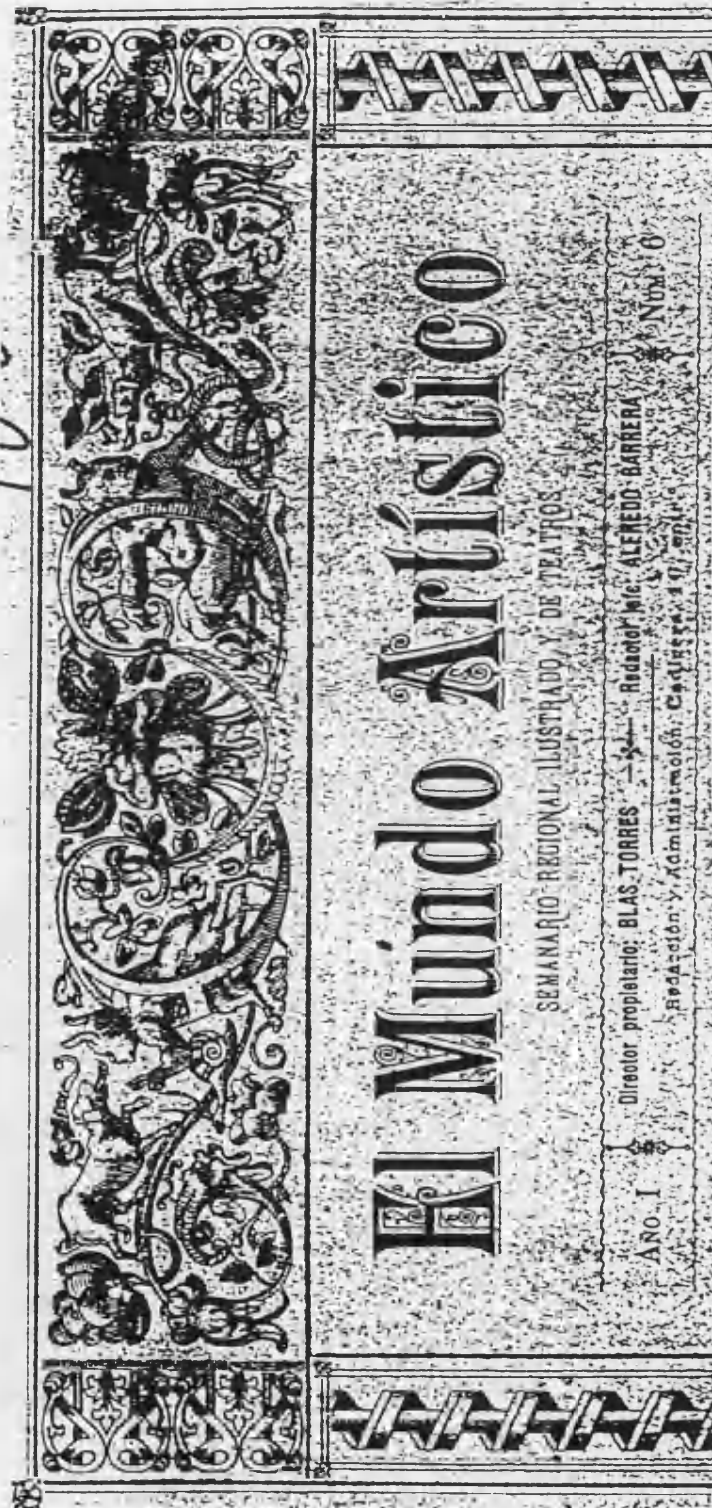 El Múndo Artístico
SEMANARIO REGIONAL ILUSTRADO Y DE TEATROS
Director propietario: BLAS TORRES Redactor jefe: ALFREDO BARRERA
AÑO I NÚM. 6
Redacción y Administración: